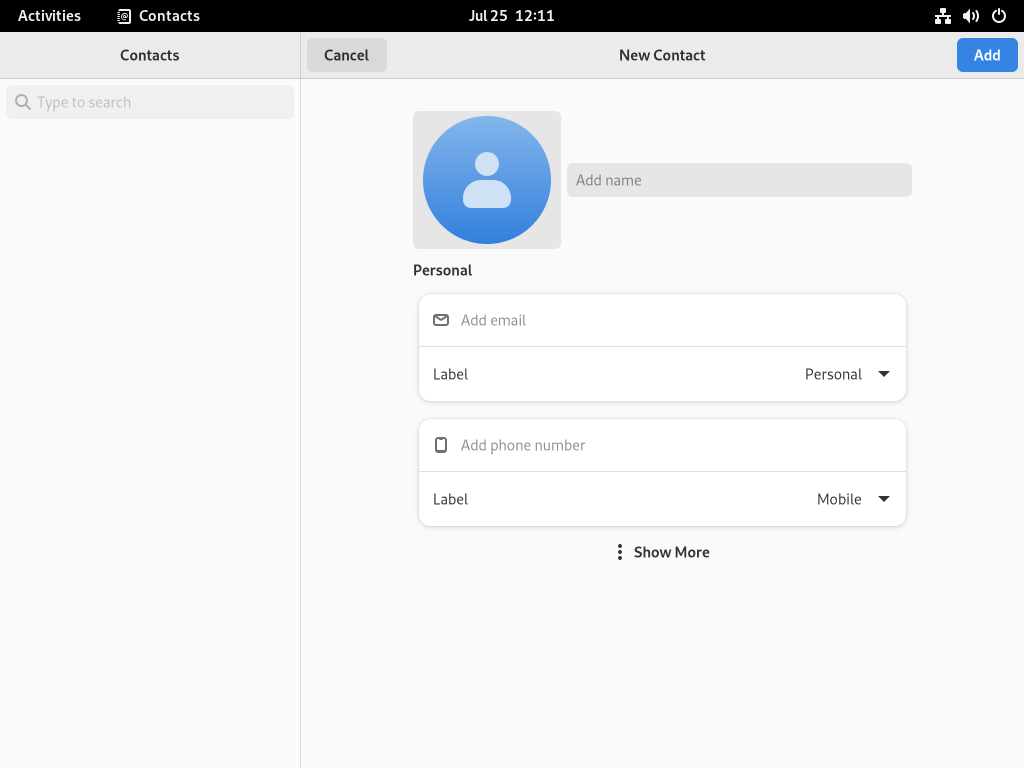 Activities
Contacts
Jul 25 12:11
Contacts
Cancel
New Contact
Add
Type to search
Add name
Personal
Add email
Label
Personal
Add phone number
Label
Mobile
Show More